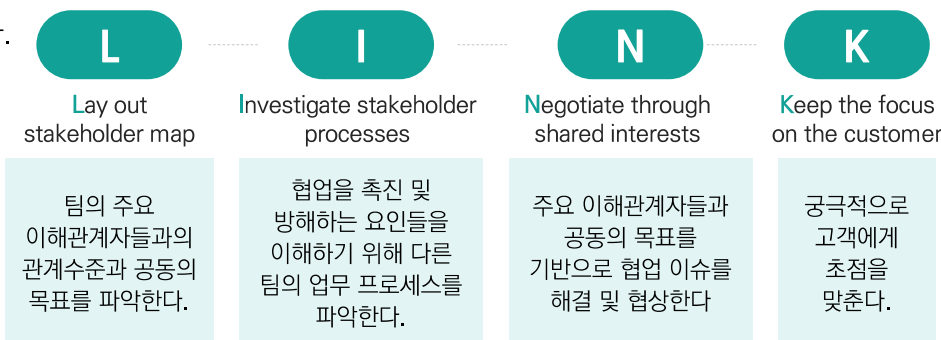 L
I
N
K
Lay out
stakeholder map
Investigate stakeholder
processes
Negotiate through
shared interests
Keep the focus
on the customer
팀의 주요
이해관계자들과의
관계수준과 공동의
목표를 파악한다.
협업을 촉진 및
방해하는 요인들을
이해하기 위해 다른
팀의 업무 프로세스를
파악한다.
주요 이해관계자들과
공동의 목표를
기반으로 협업 이슈를
해결 및 협상한다
궁극적으로
고객에게
초점을
맞춘다.